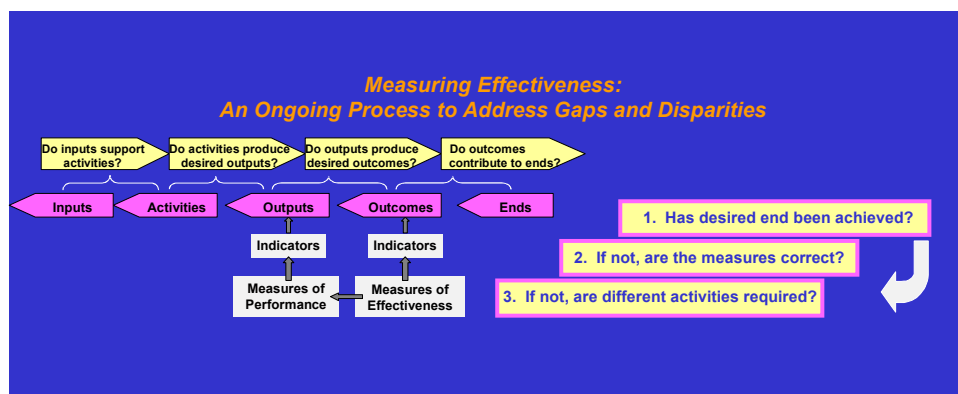 Measuring Effectiveness:
An Ongoing Process to Address Gaps and Disparities
Do inputs support
activities?
Do activities produce
desired outputs?
Do outputs produce
desired outcomes?
Do outcomes
contribute to ends?
Inputs
Activities
Outputs
Outcomes
Ends
Indicators
Indicators
Measures of
Performance
Measures of
Effectiveness
1. Has desired end been achieved?
2. If not, are the measures correct?
3. If not, are different activities required?